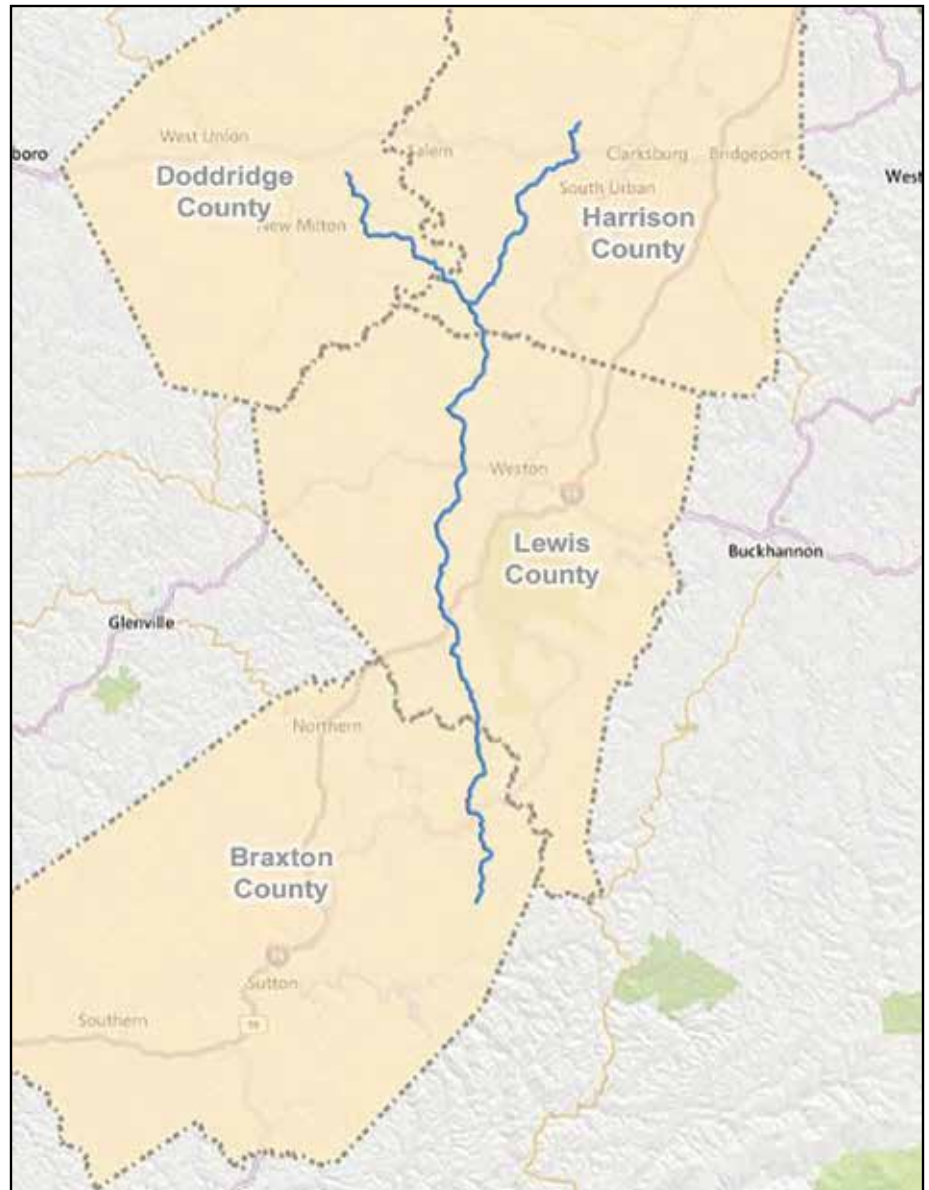 West Union
Salem
Clarksburg
Bridgeport
boro
Doddridge
County
West
South Urban
Harrison
County
New Milton
Weston
Lewis
County
Buckhannon
Glenville
Northern
Braxton
County
Sutton
Southern